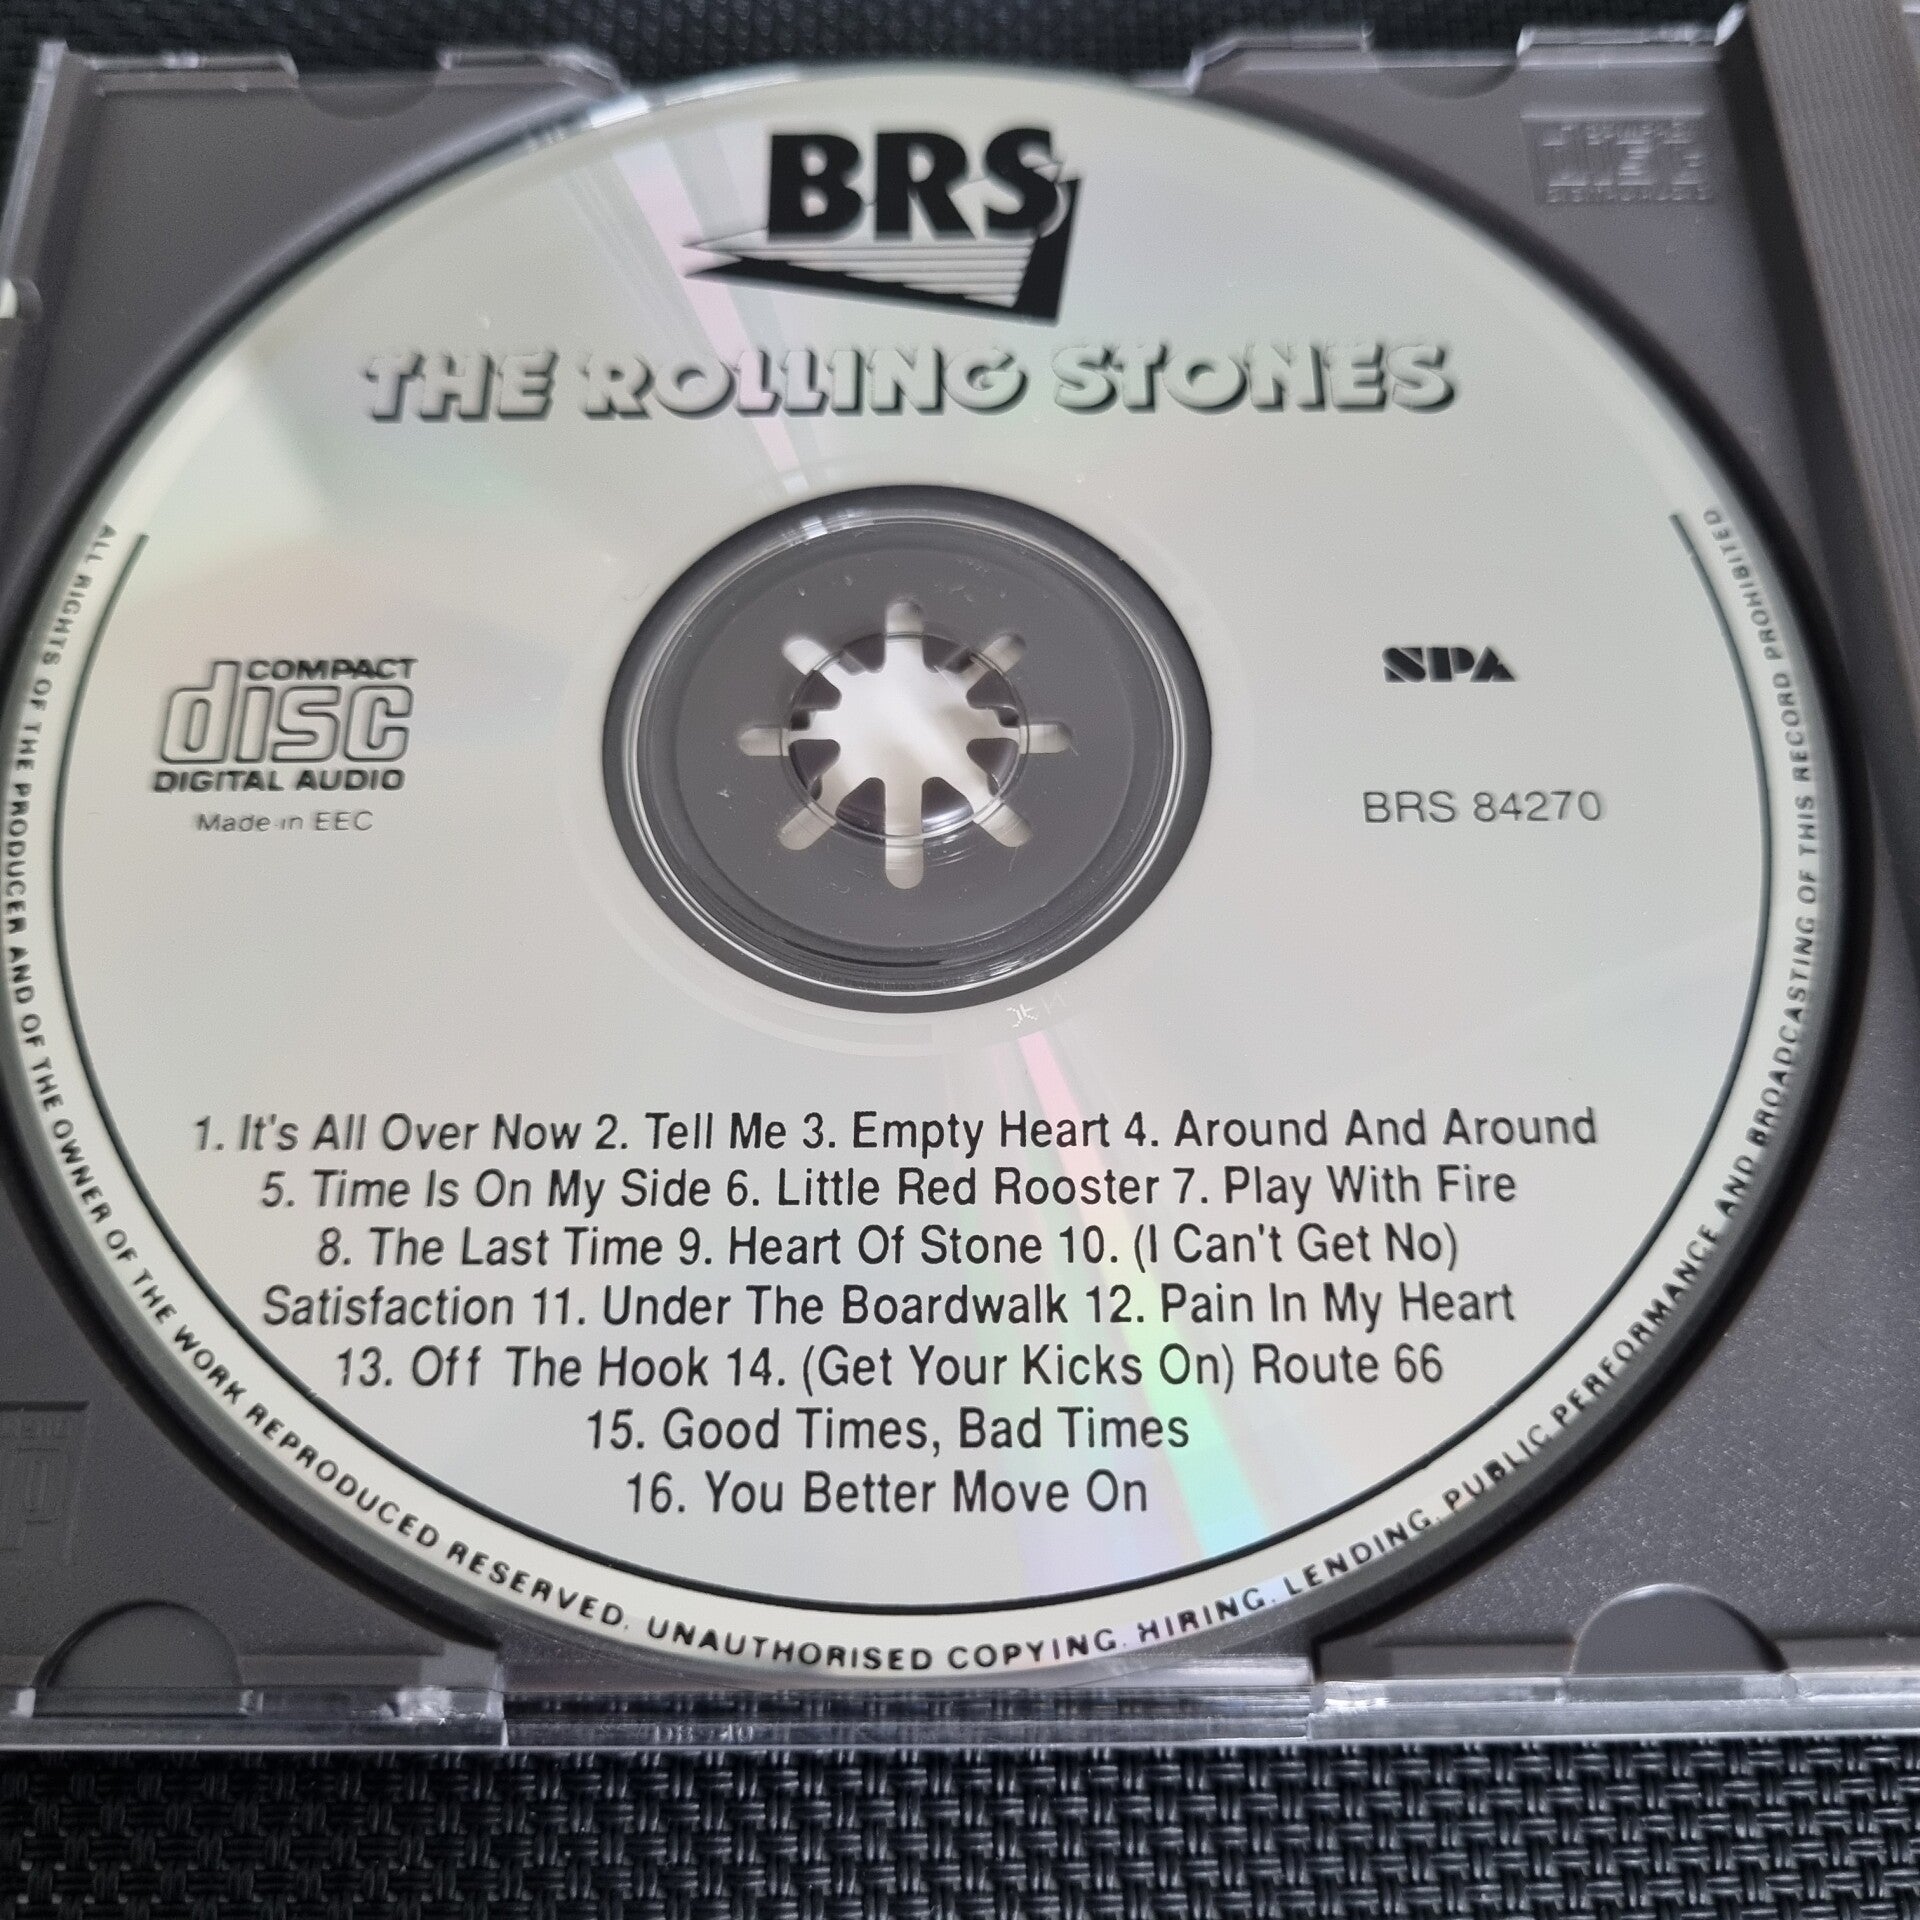 BRS
THE ROLLING STONES
COMPACT
disc
DIGITAL AUDIO
Made in EEC
SPA
BRS 84270
1. It's All Over Now 2. Tell Me 3. Empty Heart 4. Around And Around
5. Time Is On My Side 6. Little Red Rooster 7. Play With Fire
8. The Last Time 9. Heart Of Stone 10. (I Can't Get No)
Satisfaction 11. Under The Boardwalk 12. Pain In My Heart
13. Off The Hook 14. (Get Your Kicks On) Route 66
15. Good Times, Bad Times
16. You Better Move On
ALL RIGHTS OF THE PRODUCER AND OF THE OWNER OF THE WORK REPRODUCED RESERVED. UNAUTHORISED COPYING. HIRING. LENDING. PUBLIC PERFORMANCE AND BROADCASTING OF THIS RECORD PROHIBITED